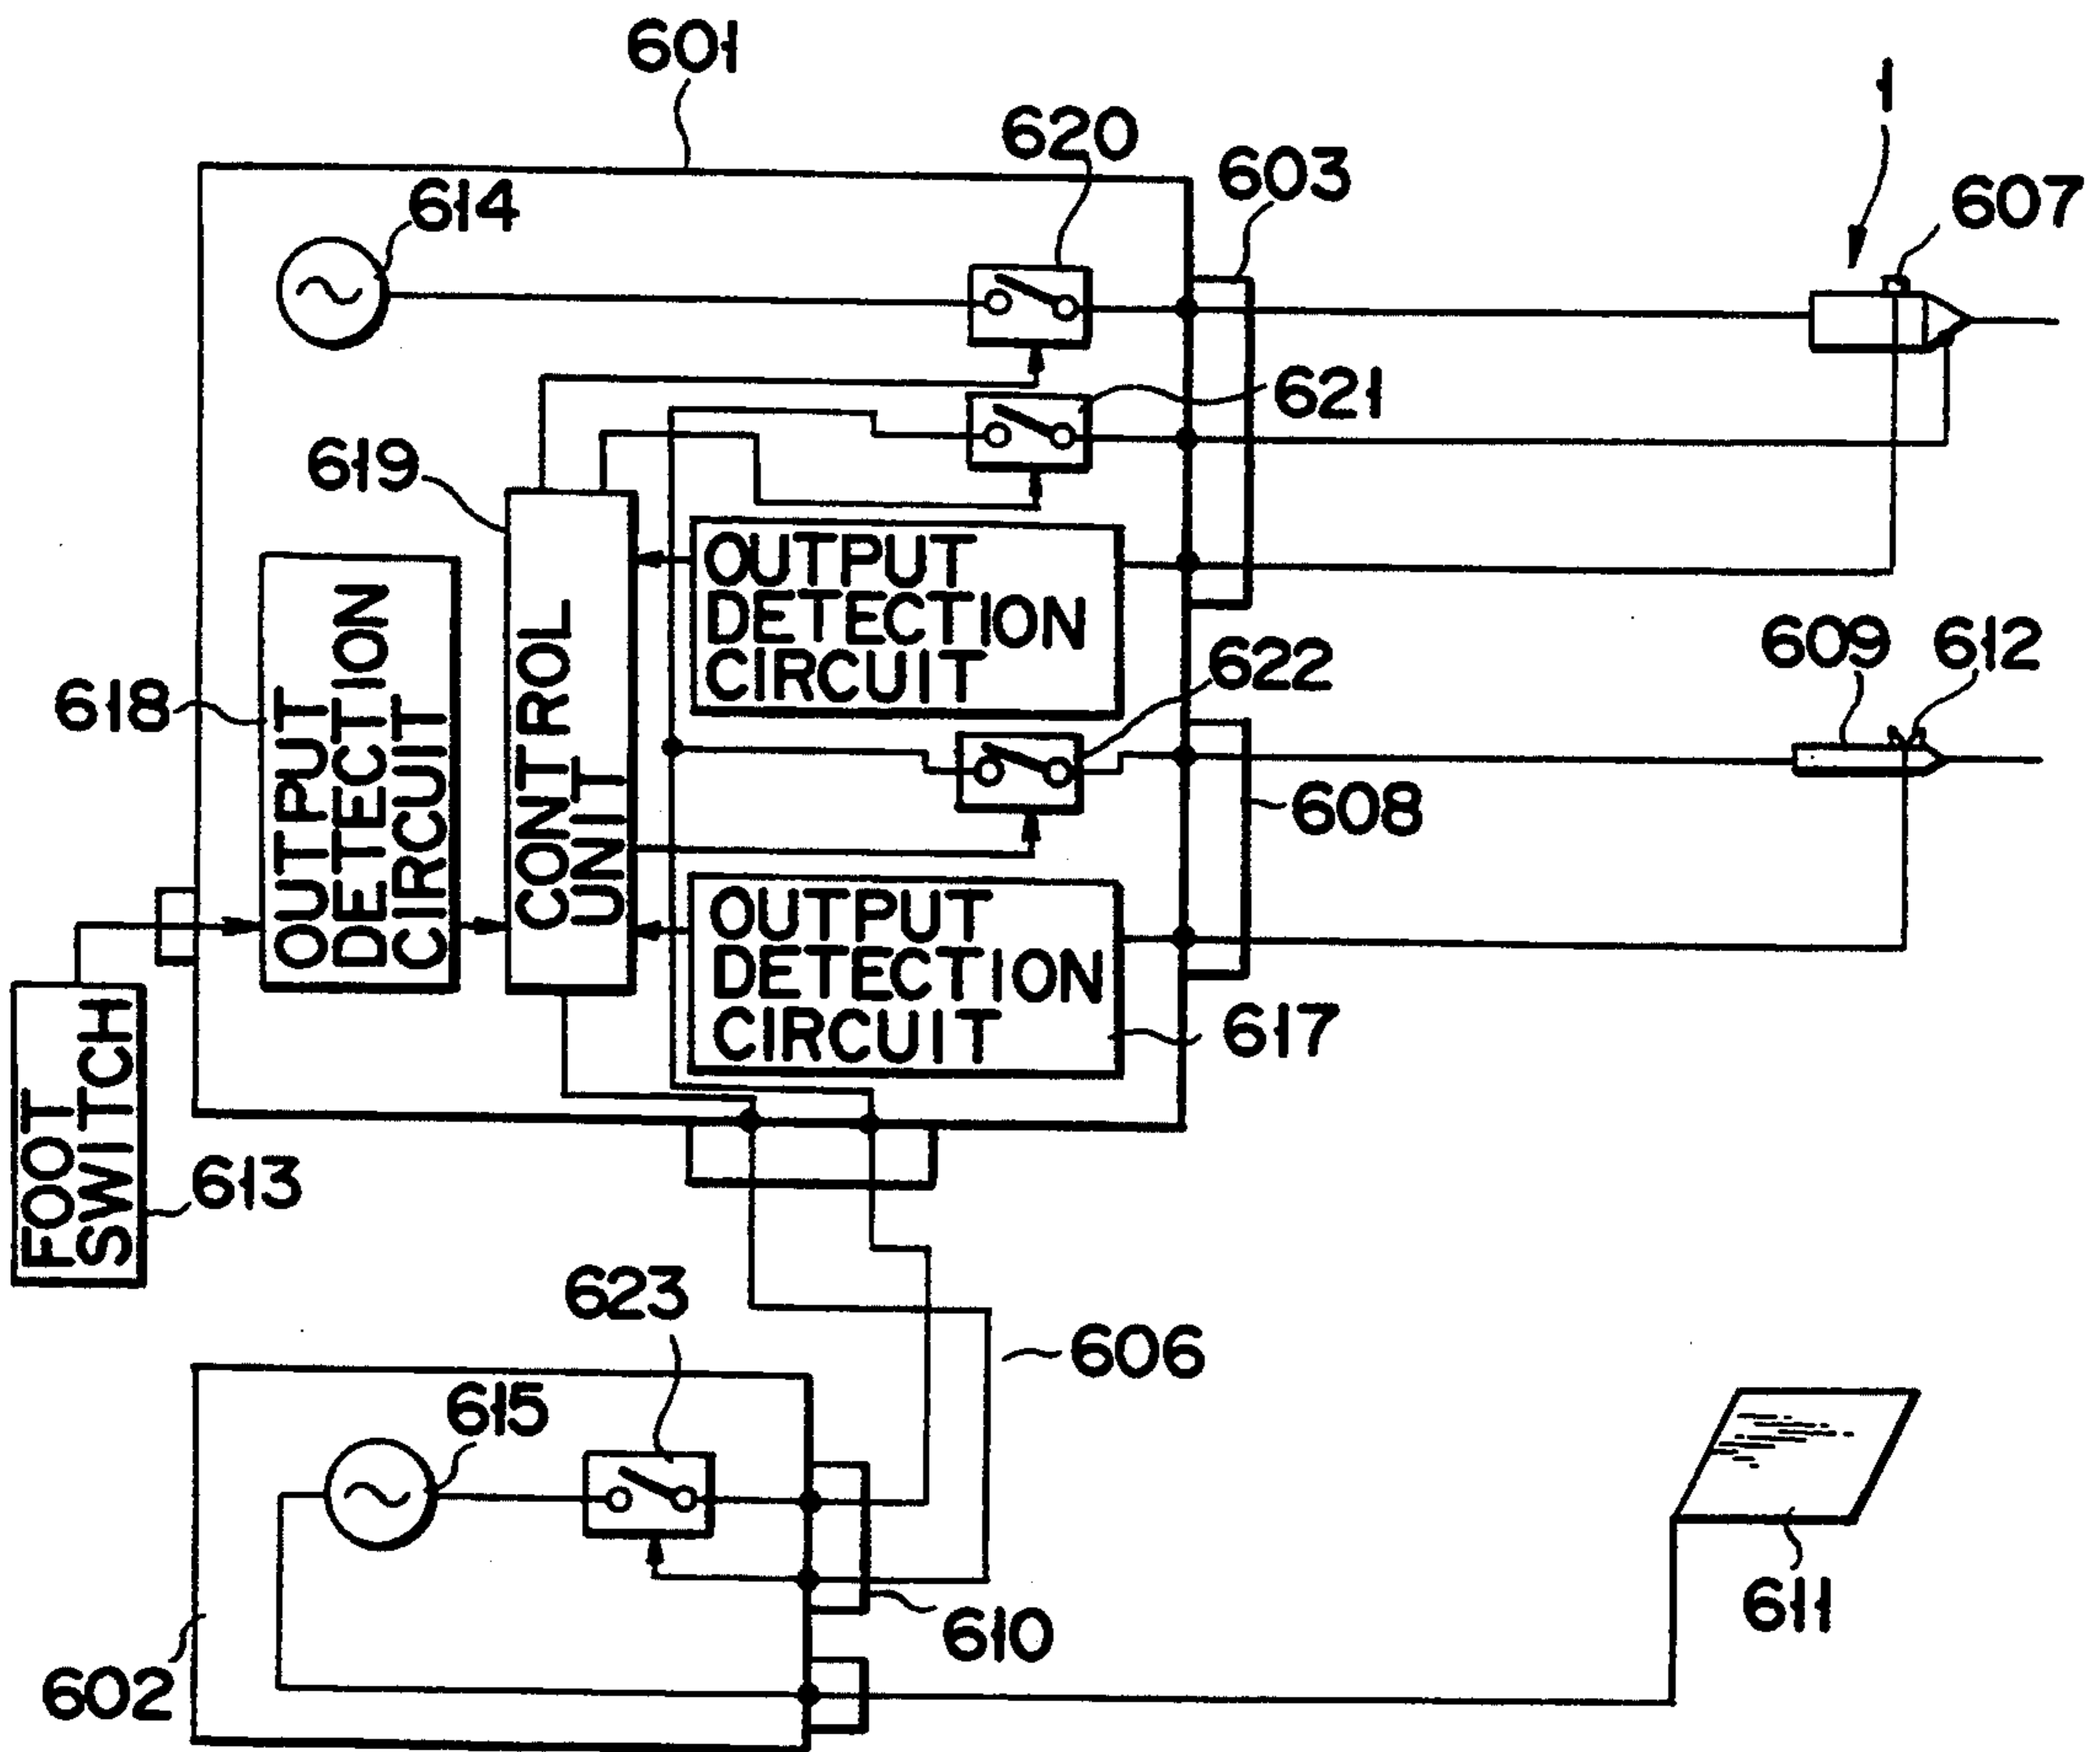 601
1
620
603
607
614
621
619
OUTPUT
DETECTION
CIRCUIT
609
612
622
618
OUTPUT
DETECTION
CIRCUIT
CONTROL
UNIT
608
OUTPUT
DETECTION
CIRCUIT
617
FOOT
SWITCH
613
623
606
615
611
610
602